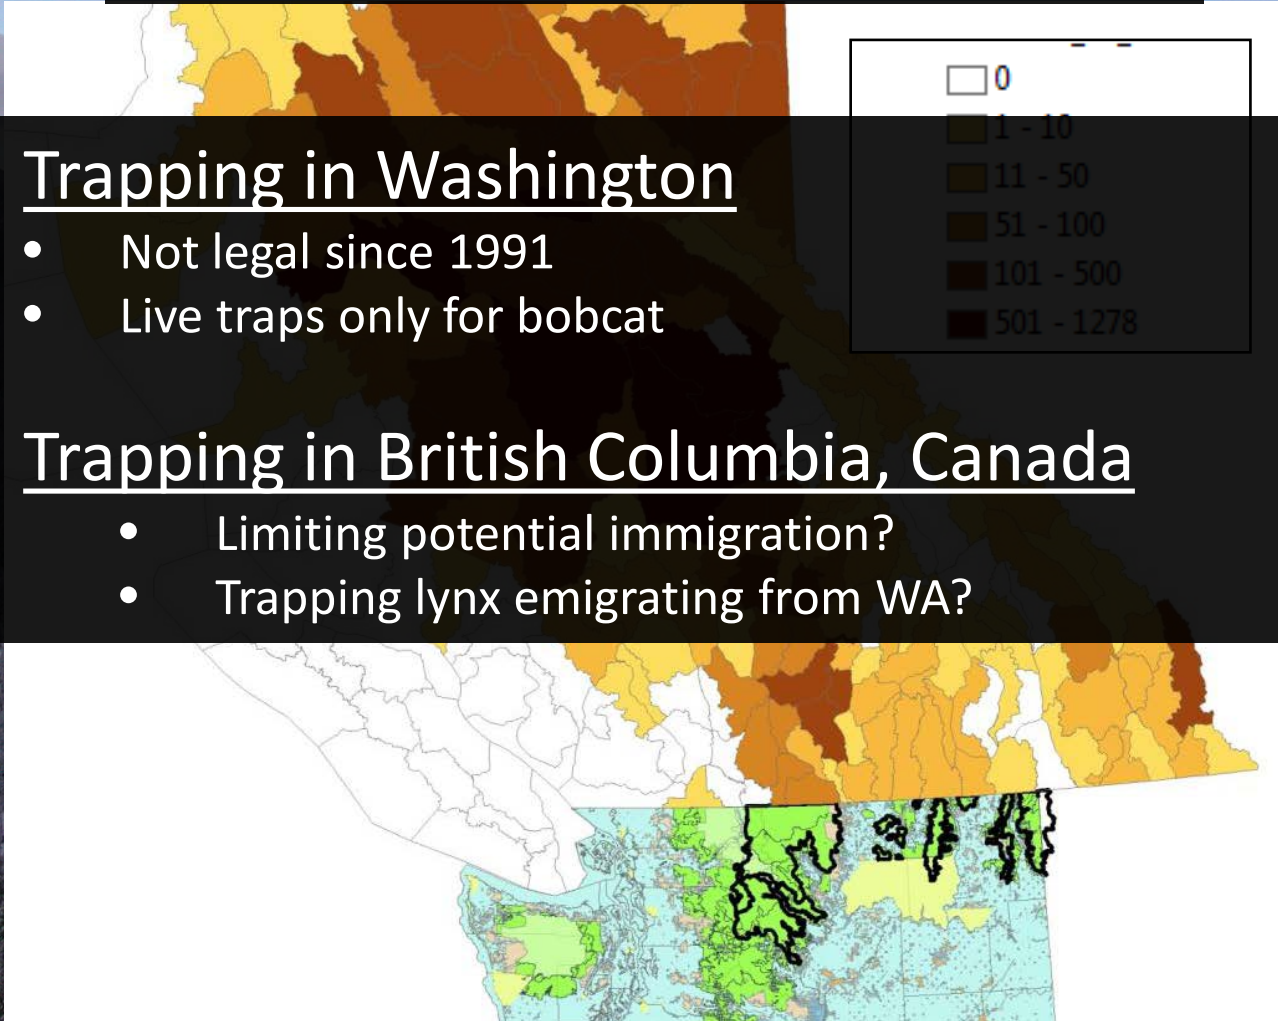 0
1 - 10
11 - 50
51 - 100
101 - 500
501 - 1278
Trapping in Washington
• Not legal since 1991
• Live traps only for bobcat
Trapping in British Columbia, Canada
• Limiting potential immigration?
• Trapping lynx emigrating from WA?